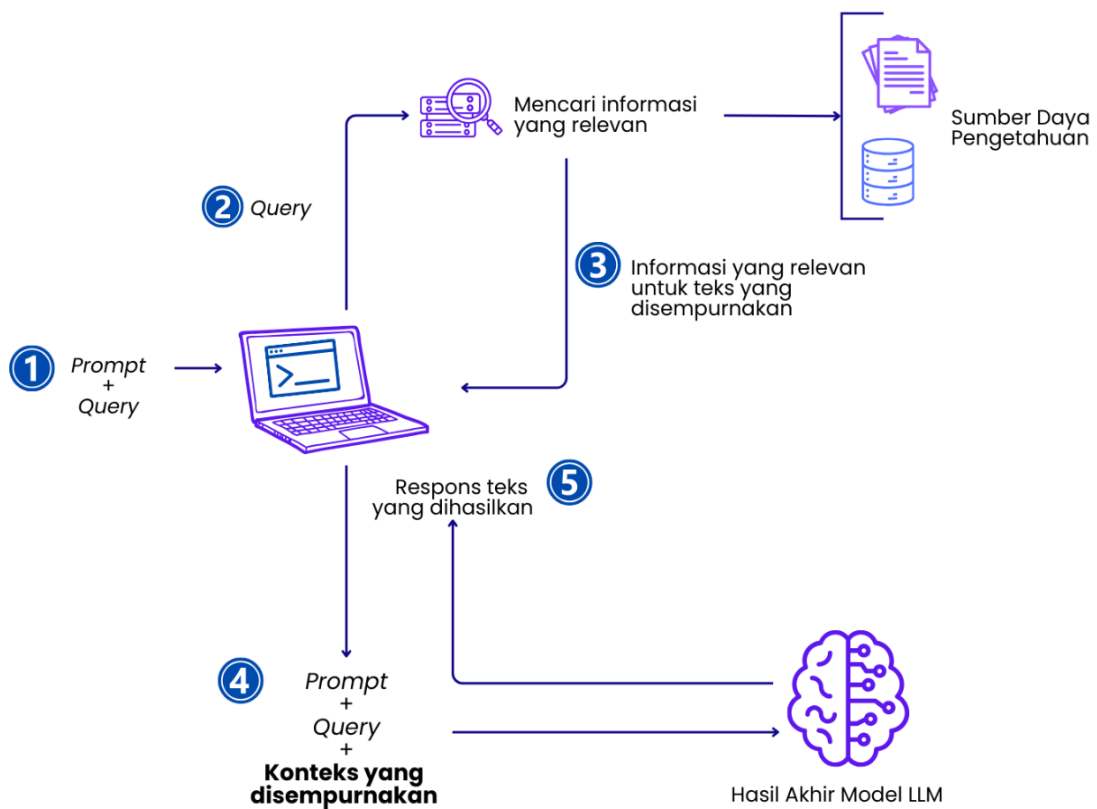 1
Prompt
+
Query
2
Query
Mencari informasi
yang relevan
Sumber Daya
Pengetahuan
3
Informasi yang relevan
untuk teks yang
disempurnakan
4
Prompt
+
Query
+
Konteks yang
disempurnakan
Respons teks
yang dihasilkan
5
Hasil Akhir Model LLM